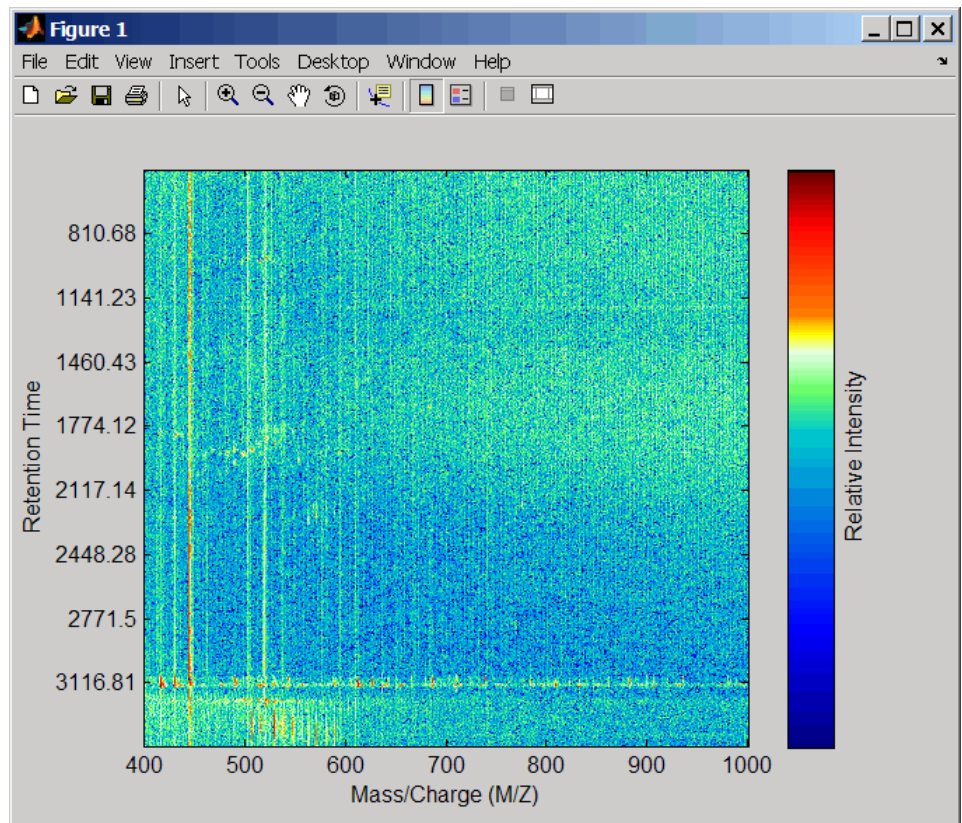 Figure 1
File Edit View Insert Tools Desktop Window Help
810.68
1141.23
1460.43
1774.12
2117.14
2448.28
2771.5
3116.81
Retention Time
400 500 600 700 800 900 1000
Mass/Charge (M/Z)
Relative Intensity